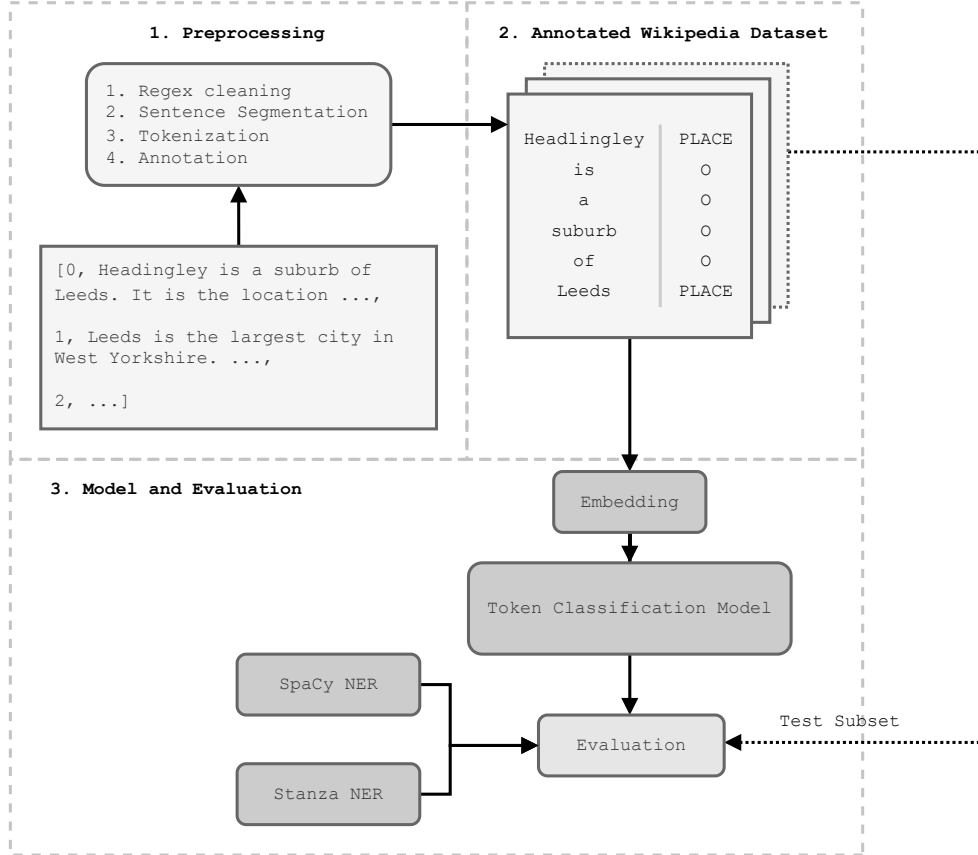 1. Preprocessing
1. Regex cleaning
2. Sentence Segmentation
3. Tokenization
4. Annotation
[0, Headingley is a suburb of
Leeds. It is the location ...,
1, Leeds is the largest city in
West Yorkshire. ...,
2, ...]
2. Annotated Wikipedia Dataset
Headlingley PLACE
is O
a O
suburb O
of O
Leeds PLACE
3. Model and Evaluation
Embedding
Token Classification Model
SpaCy NER
Stanza NER
Evaluation
Test Subset